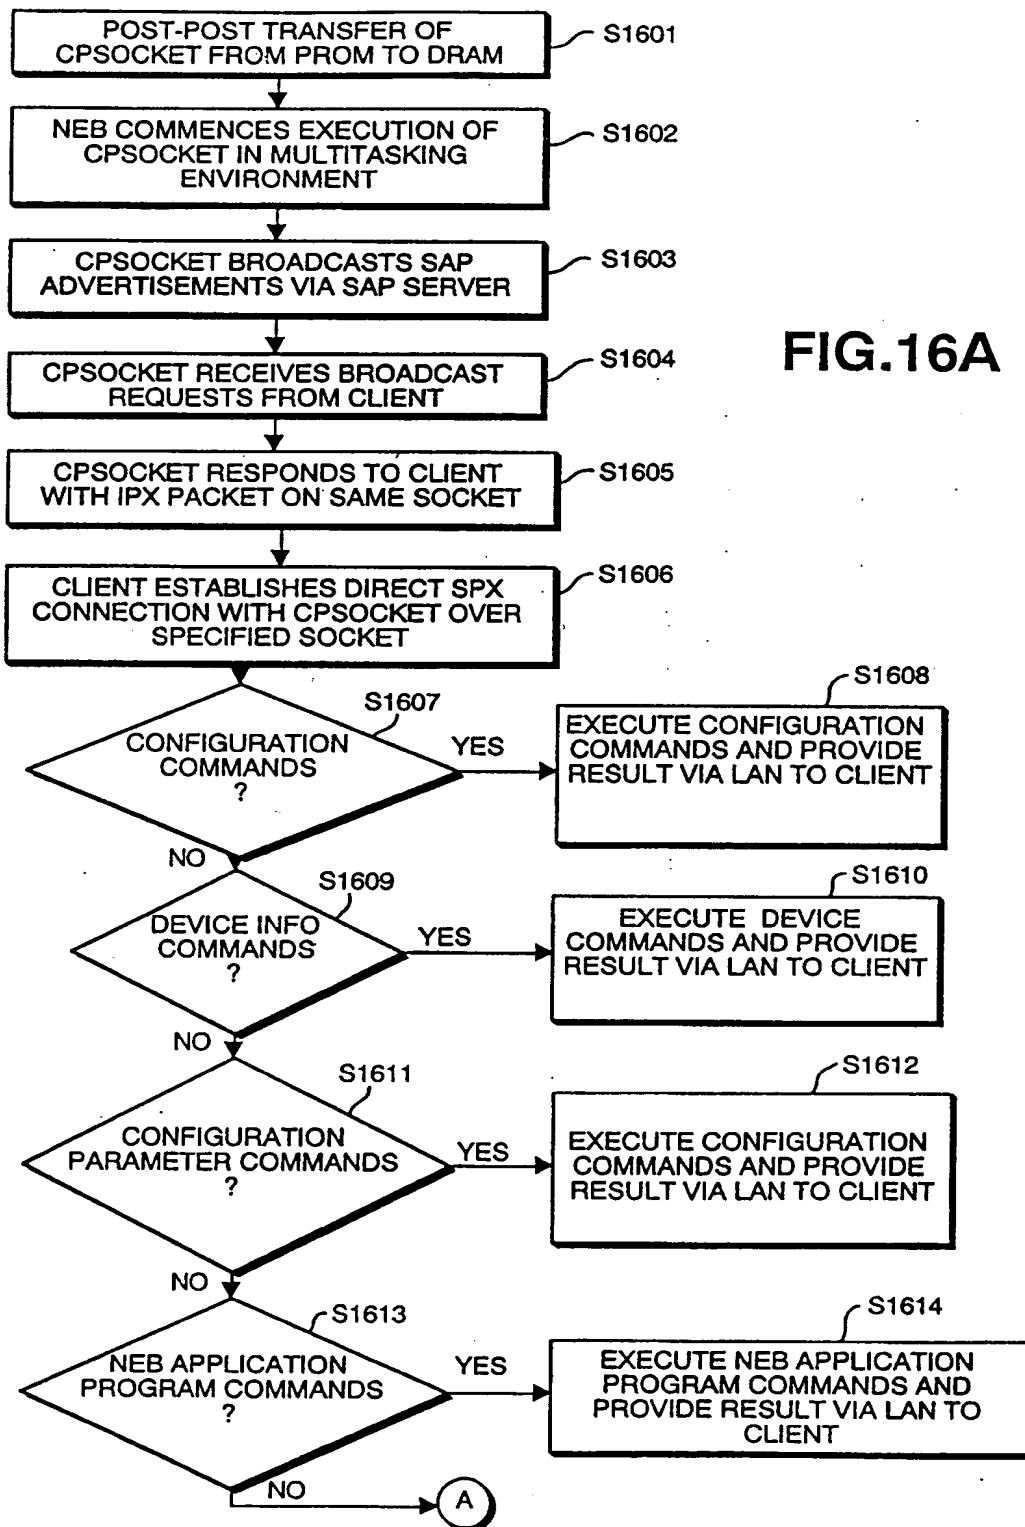 POST-POST TRANSFER OF
CPSOCKET FROM PROM TO DRAM
S1601
NEB COMMENCES EXECUTION OF
CPSOCKET IN MULTITASKING
ENVIRONMENT
S1602
CPSOCKET BROADCASTS SAP
ADVERTISEMENTS VIA SAP SERVER
S1603
FIG.16A
CPSOCKET RECEIVES BROADCAST
REQUESTS FROM CLIENT
S1604
CPSOCKET RESPONDS TO CLIENT
WITH IPX PACKET ON SAME SOCKET
S1605
CLIENT ESTABLISHES DIRECT SPX
CONNECTION WITH CPSOCKET OVER
SPECIFIED SOCKET
S1606
CONFIGURATION
COMMANDS
?
S1607
YES
NO
EXECUTE CONFIGURATION
COMMANDS AND PROVIDE
RESULT VIA LAN TO CLIENT
S1608
DEVICE INFO
COMMANDS
?
S1609
YES
NO
EXECUTE DEVICE
COMMANDS AND PROVIDE
RESULT VIA LAN TO CLIENT
S1610
CONFIGURATION
PARAMETER COMMANDS
?
S1611
YES
NO
EXECUTE CONFIGURATION
COMMANDS AND PROVIDE
RESULT VIA LAN TO CLIENT
S1612
NEB APPLICATION
PROGRAM COMMANDS
?
S1613
YES
NO
EXECUTE NEB APPLICATION
PROGRAM COMMANDS AND
PROVIDE RESULT VIA LAN TO
CLIENT
S1614
A